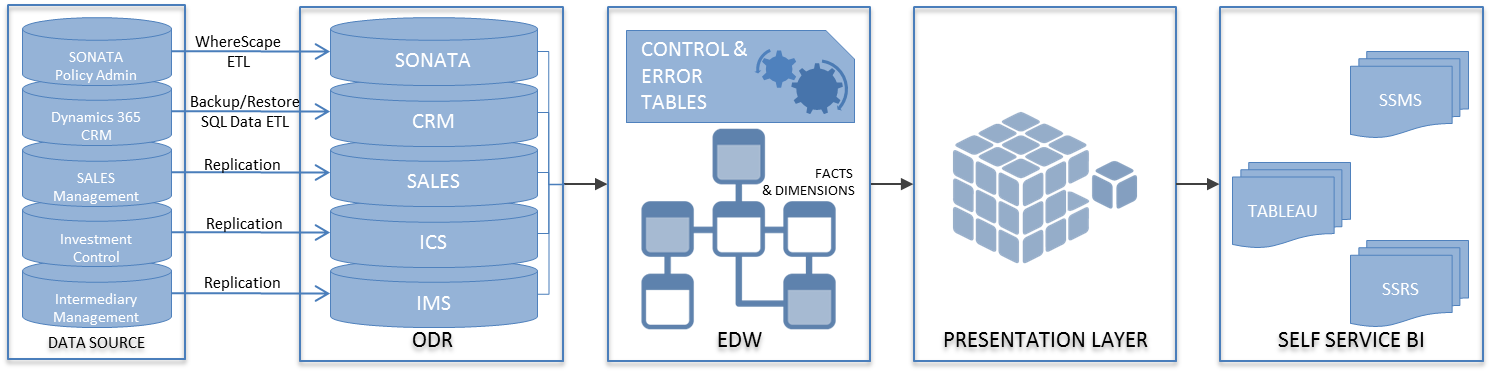 SONATA
Policy Admin
Dynamics 365
CRM
SALES
Management
Investment
Control
Intermediary
Management
DATA SOURCE
WhereScape
ETL
Backup/Restore
SQL Data ETL
Replication
Replication
Replication
SONATA
CRM
SALES
ICS
IMS
ODR
CONTROL &
ERROR
TABLES
FACTS
& DIMENSIONS
EDW
PRESENTATION LAYER
SSMS
TABLEAU
SSRS
SELF SERVICE BI